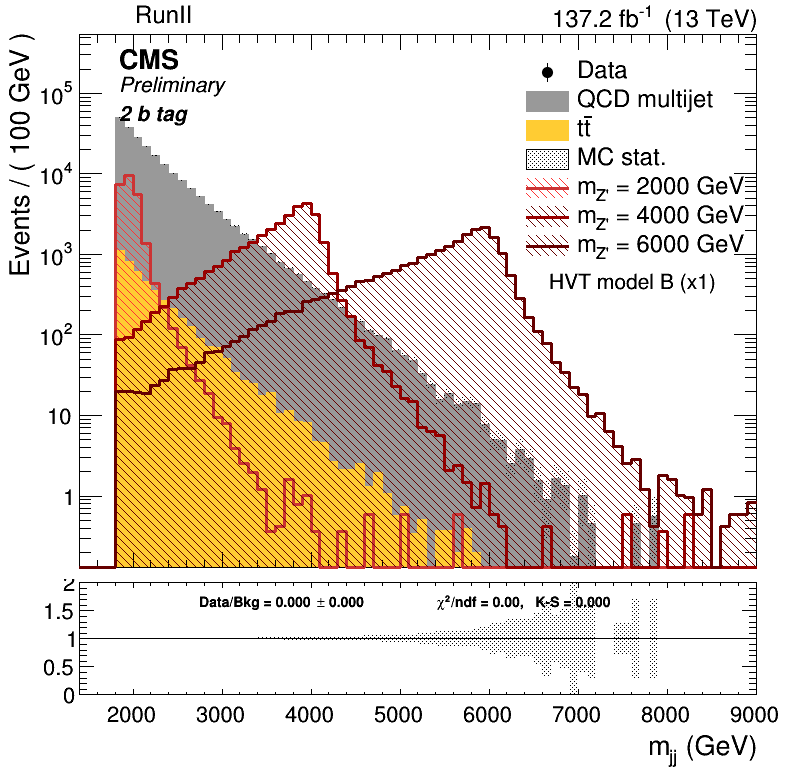 RunII
137.2 fb⁻¹ (13 TeV)
Events / ( 100 GeV )
10⁵
10⁴
10³
10²
10
1
CMS
Preliminary
2 b tag
Data
QCD multijet
tt̄
MC stat.
m_Z' = 2000 GeV
m_Z' = 4000 GeV
m_Z' = 6000 GeV
HVT model B (x1)
2
1.5
1
0.5
0
Data/Bkg = 0.000 ± 0.000
χ²/ndf = 0.00, K-S = 0.000
2000 3000 4000 5000 6000 7000 8000 9000
m_jj (GeV)